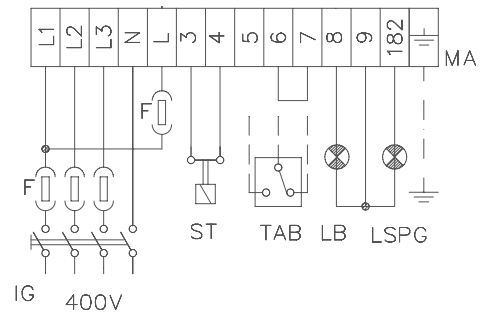 L1 L2 L3 N L 3 4 5 6 7 8 9 182
MA
F
F
ST TAB LB LSPG
IG 400V